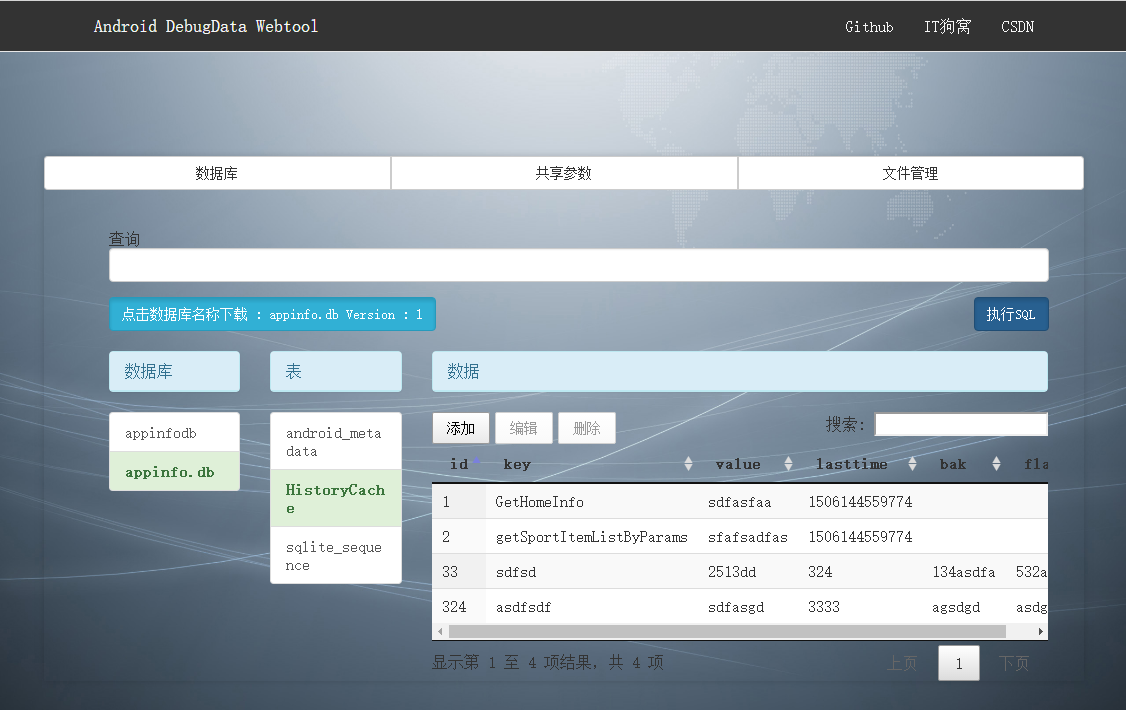 Android DebugData Webtool
Github IT狗窝 CSDN
数据库 共享参数 文件管理
查询
点击数据库名称下载 : appinfo.db Version : 1
执行SQL
数据库 表 数据
appinfodb
appinfo.db
android_meta
data
HistoryCach
e
sqlite_seque
nce
添加 编辑 删除 搜索:
id key value lasttime bak fla
1 GetHomeInfo sdfasfaa 1506144559774
2 getSportItemListByParams sfafsadfas 1506144559774
33 sdfsd 2513dd 324 134asdfa 532a
324 asdfsdf sdfasgd 3333 agsdgd asdg
显示第 1 至 4 项结果，共 4 项
上页 1 下页